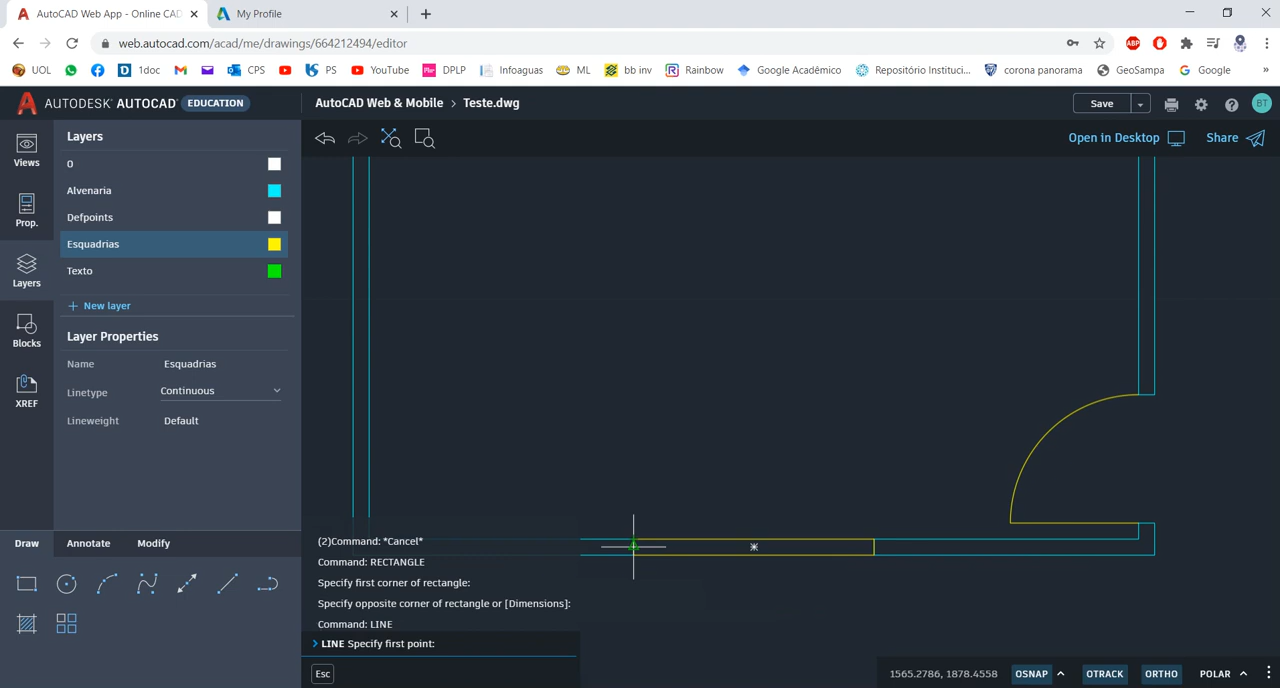 AutoCAD Web App - Online CAD
My Profile
web.autocad.com/acad/me/drawings/664212494/editor
ABP
UOL
1doc
CPS
PS
YouTube
DPLP
Infoaguas
ML
bb inv
Rainbow
Google Acadêmico
Repositório Instituci...
corona panorama
GeoSampa
Google
»
AUTODESK® AUTOCAD® EDUCATION
AutoCAD Web & Mobile > Teste.dwg
Save
BT
Open in Desktop
Share
Views
Prop.
Layers
Blocks
XREF
Layers
0
Alvenaria
Defpoints
Esquadrias
Texto
+ New layer
Layer Properties
Name Esquadrias
Linetype Continuous
Lineweight Default
Draw Annotate Modify
(2)Command: *Cancel*
Command: RECTANGLE
Specify first corner of rectangle:
Specify opposite corner of rectangle or [Dimensions]:
Command: LINE
> LINE Specify first point:
Esc
1565.2786, 1878.4558
OSNAP
OTRACK
ORTHO
POLAR